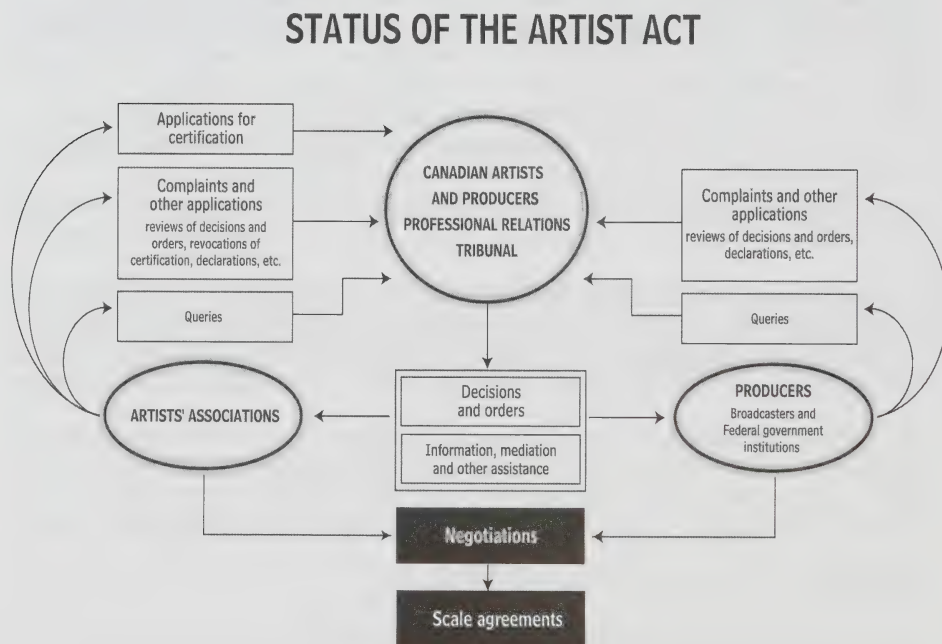 STATUS OF THE ARTIST ACT
Applications for
certification
Complaints and
other applications
reviews of decisions and
orders, revocations of
certification, declarations, etc.
Queries
ARTISTS' ASSOCIATIONS
CANADIAN ARTISTS
AND PRODUCERS
PROFESSIONAL RELATIONS
TRIBUNAL
Complaints and other
applications
reviews of decisions and orders,
declarations, etc.
Queries
PRODUCERS
Broadcasters and
Federal government
institutions
Decisions
and orders
Information, mediation
and other assistance
Negotiations
Scale agreements